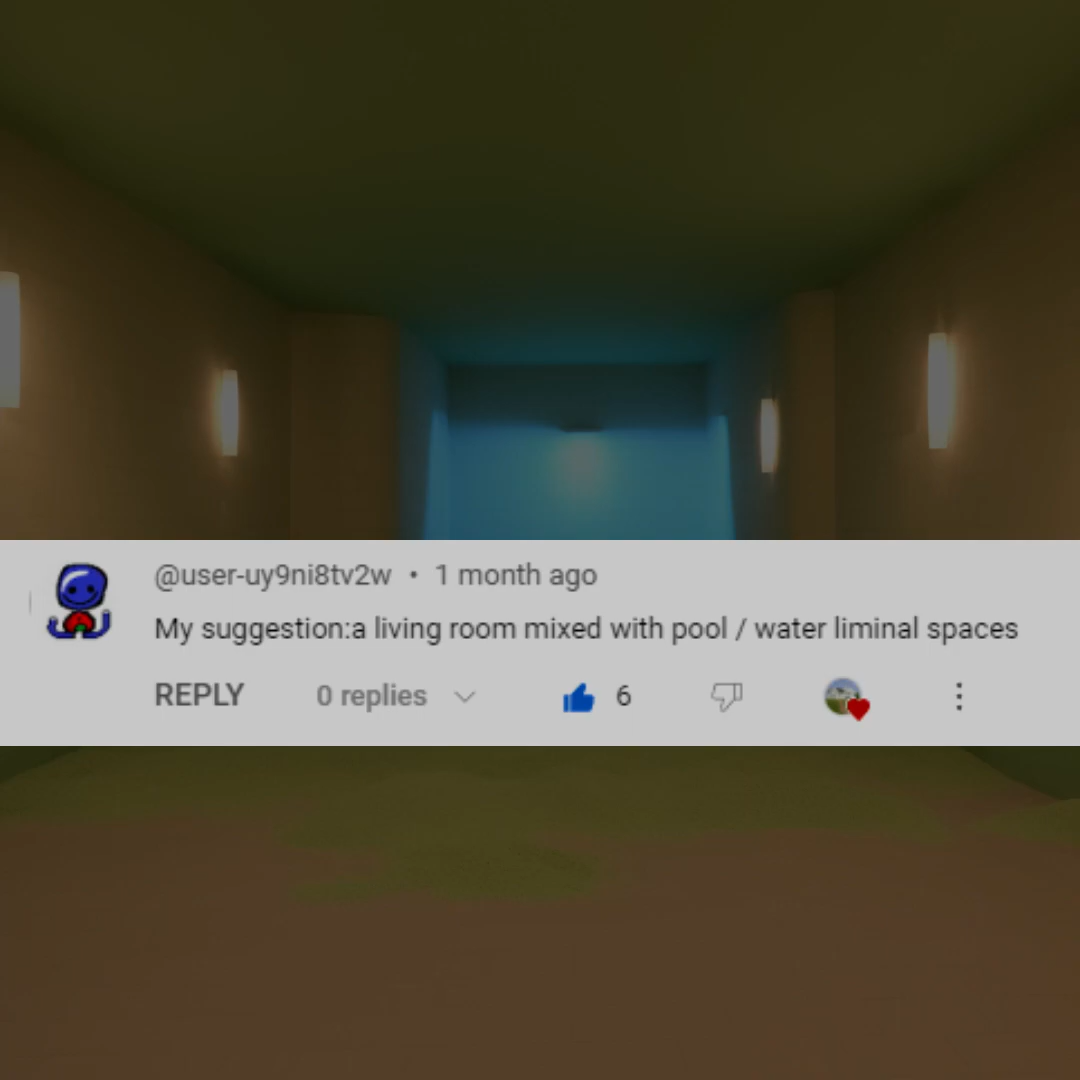 @user-uy9ni8tv2w • 1 month ago
My suggestion:a living room mixed with pool / water liminal spaces
REPLY 0 replies 6